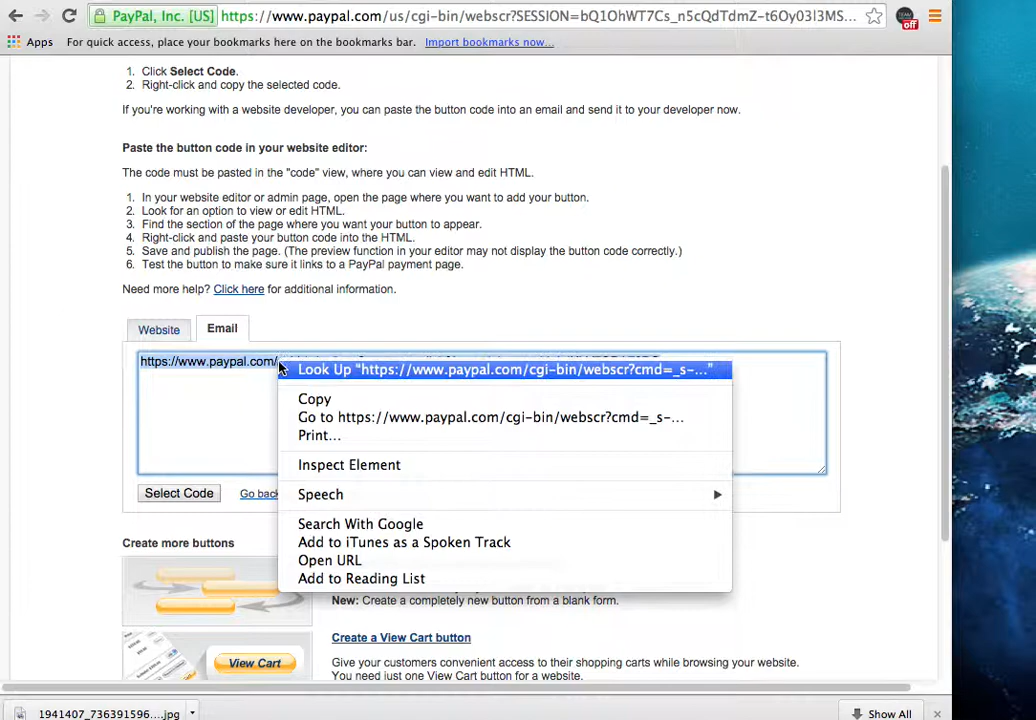 PayPal, Inc. [US]
https://www.paypal.com/us/cgi-bin/webscr?SESSION=bQ1OhWT7Cs_n5cQdTdmZ-t6Oy03l3MS...
off
Apps
For quick access, place your bookmarks here on the bookmarks bar.
Import bookmarks now...
1. Click Select Code.
2. Right-click and copy the selected code.
If you're working with a website developer, you can paste the button code into an email and send it to your developer now.
Paste the button code in your website editor:
The code must be pasted in the "code" view, where you can view and edit HTML.
1. In your website editor or admin page, open the page where you want to add your button.
2. Look for an option to view or edit HTML.
3. Find the section of the page where you want your button to appear.
4. Right-click and paste your button code into the HTML.
5. Save and publish the page. (The preview function in your editor may not display the button code correctly.)
6. Test the button to make sure it links to a PayPal payment page.
Need more help? Click here for additional information.
Website
Email
https://www.paypal.com/
Look Up "https://www.paypal.com/cgi-bin/webscr?cmd=_s-..."
Copy
Go to https://www.paypal.com/cgi-bin/webscr?cmd=_s-...
Print...
Inspect Element
Speech
Search With Google
Add to iTunes as a Spoken Track
Open URL
Add to Reading List
Select Code
Go back
Create more buttons
New: Create a completely new button from a blank form.
Create a View Cart button
View Cart
Give your customers convenient access to their shopping carts while browsing your website.
You need just one View Cart button for a website.
1941407_736391596....jpg
Show All